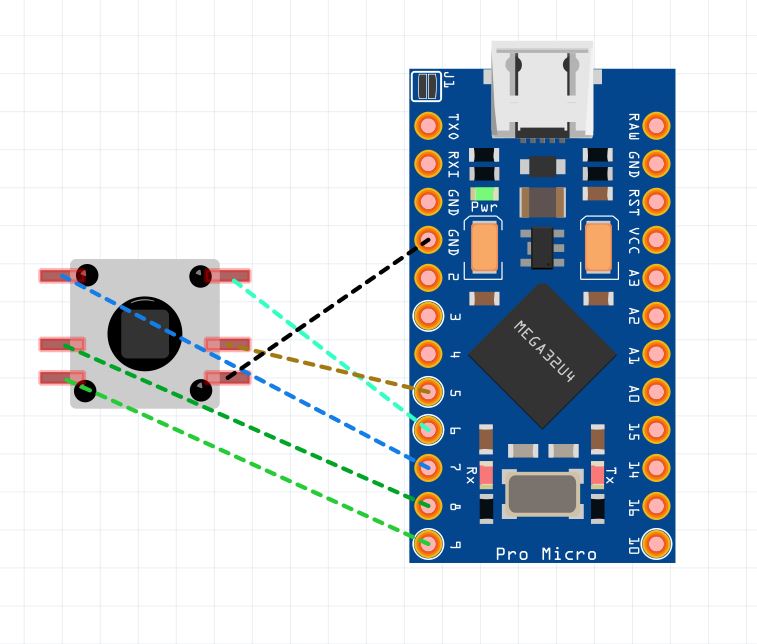 J1
TXO
RXI
GND
GND
2
3
4
5
6
7
8
9
RAW
GND
RST
VCC
A3
A2
A1
A0
15
14
16
10
Pwr
MEGA32U4
Rx
Tx
Pro Micro